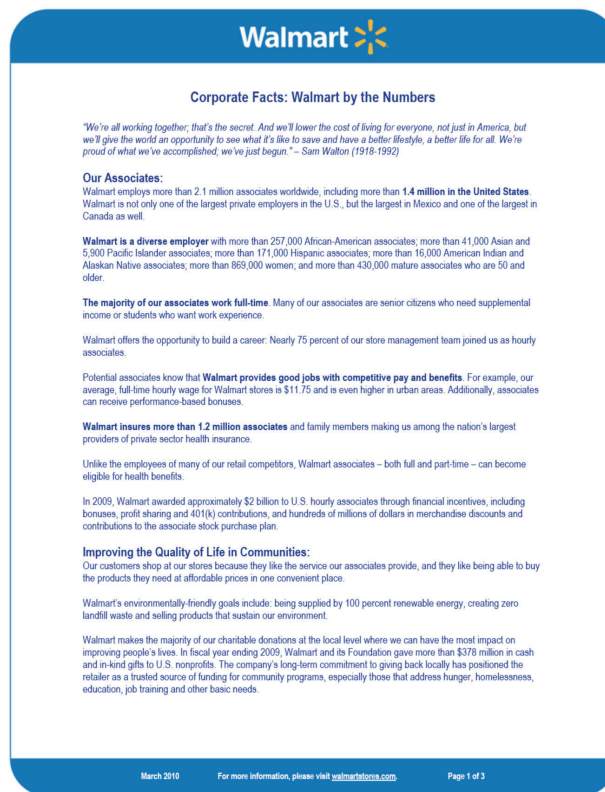 Walmart
Corporate Facts: Walmart by the Numbers
"We're all working together; that's the secret. And we'll lower the cost of living for everyone, not just in America, but
we'll give the world an opportunity to see what it's like to save and have a better lifestyle, a better life for all. We're
proud of what we've accomplished; we've just begun." – Sam Walton (1918-1992)
Our Associates:
Walmart employs more than 2.1 million associates worldwide, including more than 1.4 million in the United States.
Walmart is not only one of the largest private employers in the U.S., but the largest in Mexico and one of the largest in
Canada as well.
Walmart is a diverse employer with more than 257,000 African-American associates; more than 41,000 Asian and
5,900 Pacific Islander associates; more than 171,000 Hispanic associates; more than 16,000 American Indian and
Alaskan Native associates; more than 869,000 women; and more than 430,000 mature associates who are 50 and
older.
The majority of our associates work full-time. Many of our associates are senior citizens who need supplemental
income or students who want work experience.
Walmart offers the opportunity to build a career: Nearly 75 percent of our store management team joined us as hourly
associates.
Potential associates know that Walmart provides good jobs with competitive pay and benefits. For example, our
average, full-time hourly wage for Walmart stores is $11.75 and is even higher in urban areas. Additionally, associates
can receive performance-based bonuses.
Walmart insures more than 1.2 million associates and family members making us among the nation's largest
providers of private sector health insurance.
Unlike the employees of many of our retail competitors, Walmart associates – both full and part-time – can become
eligible for health benefits.
In 2009, Walmart awarded approximately $2 billion to U.S. hourly associates through financial incentives, including
bonuses, profit sharing and 401(k) contributions, and hundreds of millions of dollars in merchandise discounts and
contributions to the associate stock purchase plan.
Improving the Quality of Life in Communities:
Our customers shop at our stores because they like the service our associates provide, and they like being able to buy
the products they need at affordable prices in one convenient place.
Walmart's environmentally-friendly goals include: being supplied by 100 percent renewable energy, creating zero
landfill waste and selling products that sustain our environment.
Walmart makes the majority of our charitable donations at the local level where we can have the most impact on
improving people's lives. In fiscal year ending 2009, Walmart and its Foundation gave more than $378 million in cash
and in-kind gifts to U.S. nonprofits. The company's long-term commitment to giving back locally has positioned the
retailer as a trusted source of funding for community programs, especially those that address hunger, homelessness,
education, job training and other basic needs.
March 2010 For more information, please visit walmartstores.com. Page 1 of 3